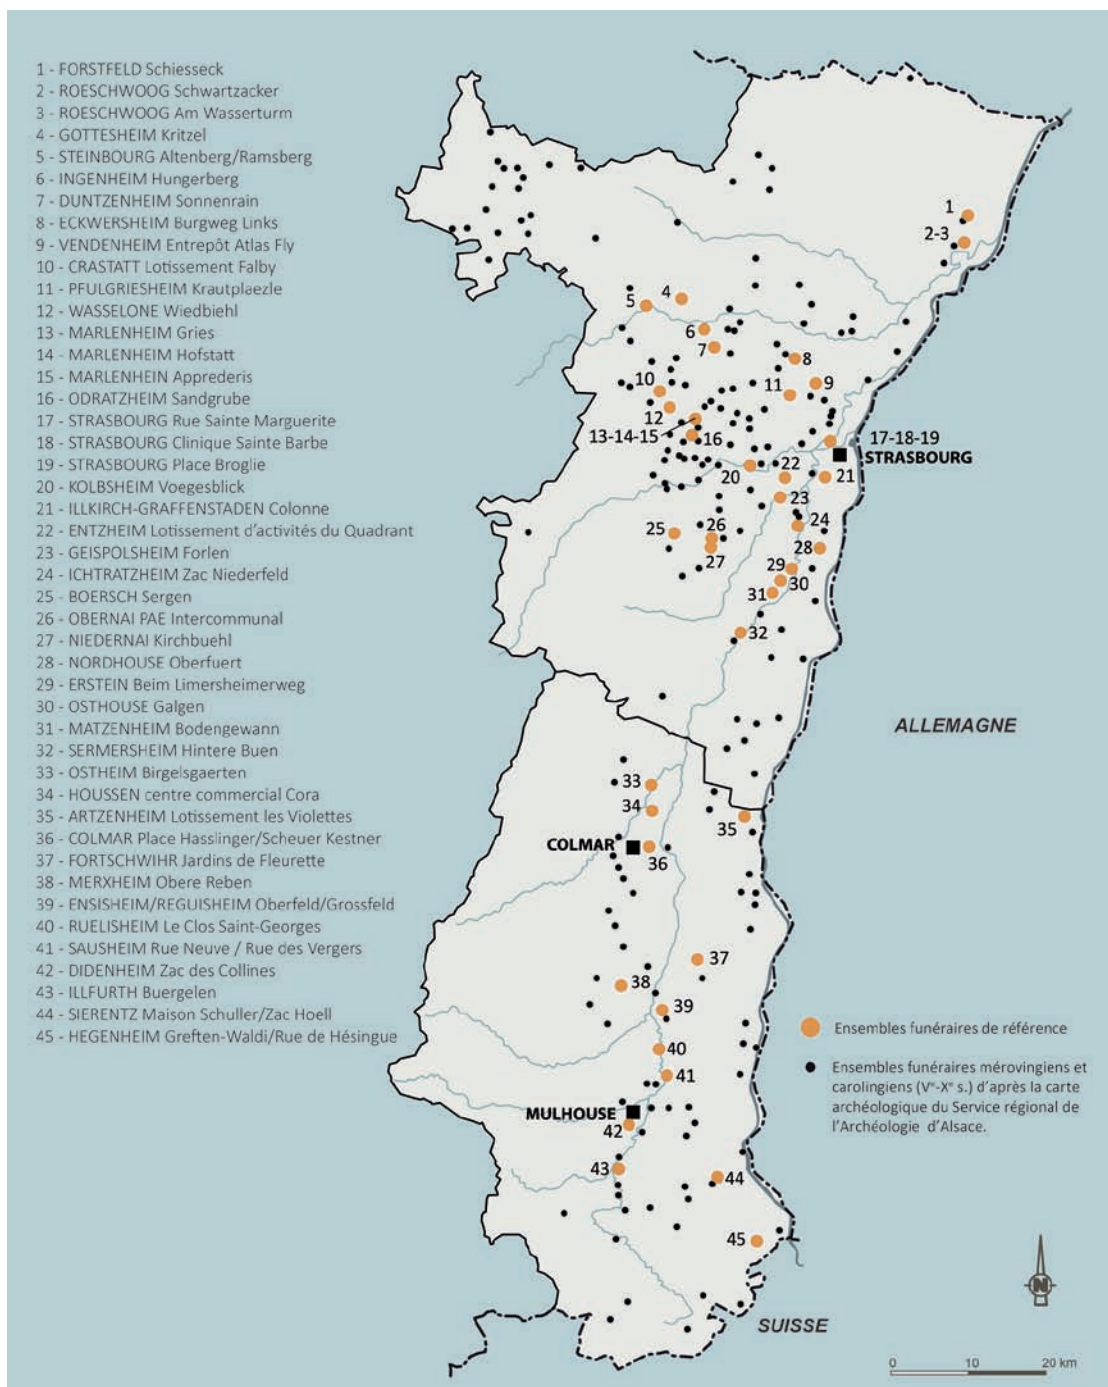 1 - FORSTFELD Schiesseck
2 - ROESCHWOOG Schwartzacker
3 - ROESCHWOOG Am Wasserturm
4 - GOTTESHEIM Kritzel
5 - STEINBOURG Altenberg/Ramsberg
6 - INGENHEIM Hungerberg
7 - DUNTZENHEIM Sonnenrain
8 - ECKWERSHEIM Burgweg Links
9 - VENDENHEIM Entrepôt Atlas Fly
10 - CRASTATT Lotissement Falby
11 - PFULGRIESHEIM Krautplaezle
12 - WASSELONE Wiedbiehl
13 - MARLENHEIM Gries
14 - MARLENHEIM Hofstatt
15 - MARLENHEIN Apprederis
16 - ODRATZHEIM Sandgrube
17 - STRASBOURG Rue Sainte Marguerite
18 - STRASBOURG Clinique Sainte Barbe
19 - STRASBOURG Place Broglie
20 - KOLBSHEIM Voegesblick
21 - ILLKIRCH-GRAFFENSTADEN Colonne
22 - ENTZHEIM Lotissement d'activités du Quadrant
23 - GEISPOLSHEIM Forlen
24 - ICHTRATZHEIM Zac Niederfeld
25 - BOERSCH Sergen
26 - OBERNAI PAE Intercommunal
27 - NIEDERNAI Kirchbuehl
28 - NORDHOUSE Oberfuert
29 - ERSTEIN Beim Limersheimerweg
30 - OSTHOUSE Galgen
31 - MATZENHEIM Bodengewann
32 - SERMERSHEIM Hintere Buen
33 - OSTHEIM Birgelsgaerten
34 - HOUSSEN centre commercial Cora
35 - ARTZENHEIM Lotissement les Violettes
36 - COLMAR Place Hasslinger/Scheuer Kestner
37 - FORTSCHWIHR Jardins de Fleurette
38 - MERXHEIM Obere Reben
39 - ENSISHEIM/REGUISHEIM Oberfeld/Grossfeld
40 - RUELISHEIM Le Clos Saint-Georges
41 - SAUSHEIM Rue Neuve / Rue des Vergers
42 - DIDENHEIM Zac des Collines
43 - ILLFURTH Buergelen
44 - SIERENTZ Maison Schuller/Zac Hoell
45 - HEGENHEIM Greften-Waldi/Rue de Hésingue
1
2-3
4
5
6
7
8
9
10
11
12
13-14-15
16
17-18-19
STRASBOURG
20
22
21
23
24
25
26
27
28
29
30
31
32
ALLEMAGNE
33
34
35
COLMAR
36
37
38
39
40
41
MULHOUSE
42
43
44
45
SUISSE
Ensembles funéraires de référence
Ensembles funéraires mérovingiens et
carolingiens (Vᵉ-Xᵉ s.) d'après la carte
archéologique du Service régional de
l'Archéologie d'Alsace.
N
0 10 20 km